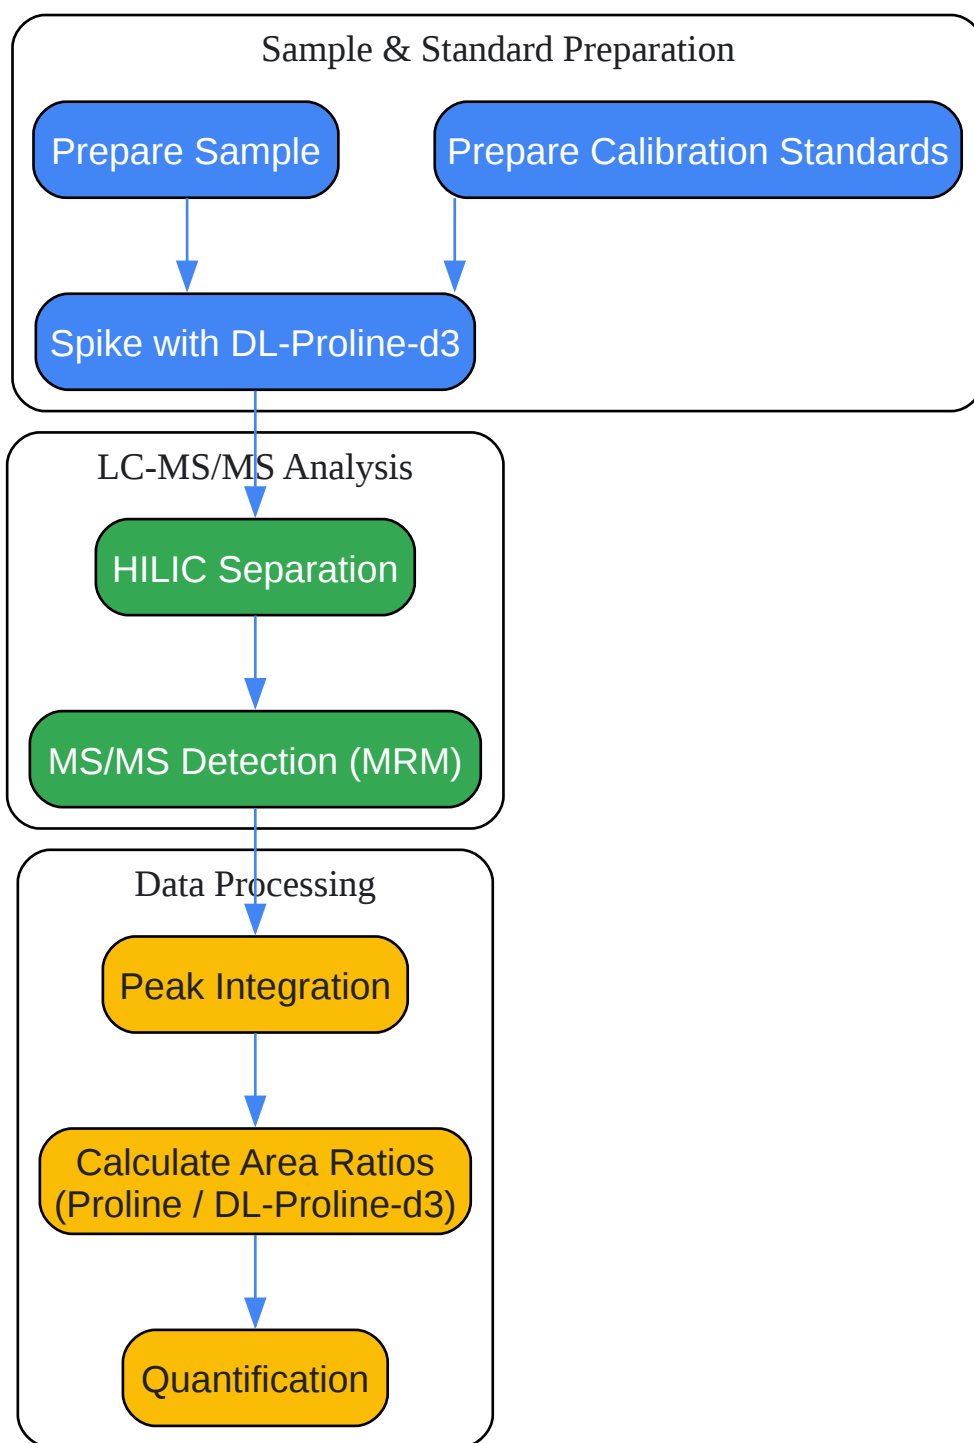 Sample & Standard Preparation
Prepare Sample
Prepare Calibration Standards
Spike with DL-Proline-d3
LC-MS/MS Analysis
HILIC Separation
MS/MS Detection (MRM)
Data Processing
Peak Integration
Calculate Area Ratios
(Proline / DL-Proline-d3)
Quantification